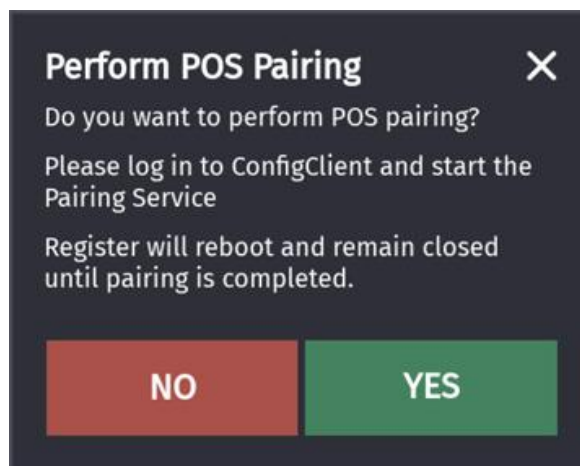 Perform POS Pairing
Do you want to perform POS pairing?
Please log in to ConfigClient and start the
Pairing Service
Register will reboot and remain closed
until pairing is completed.
NO
YES